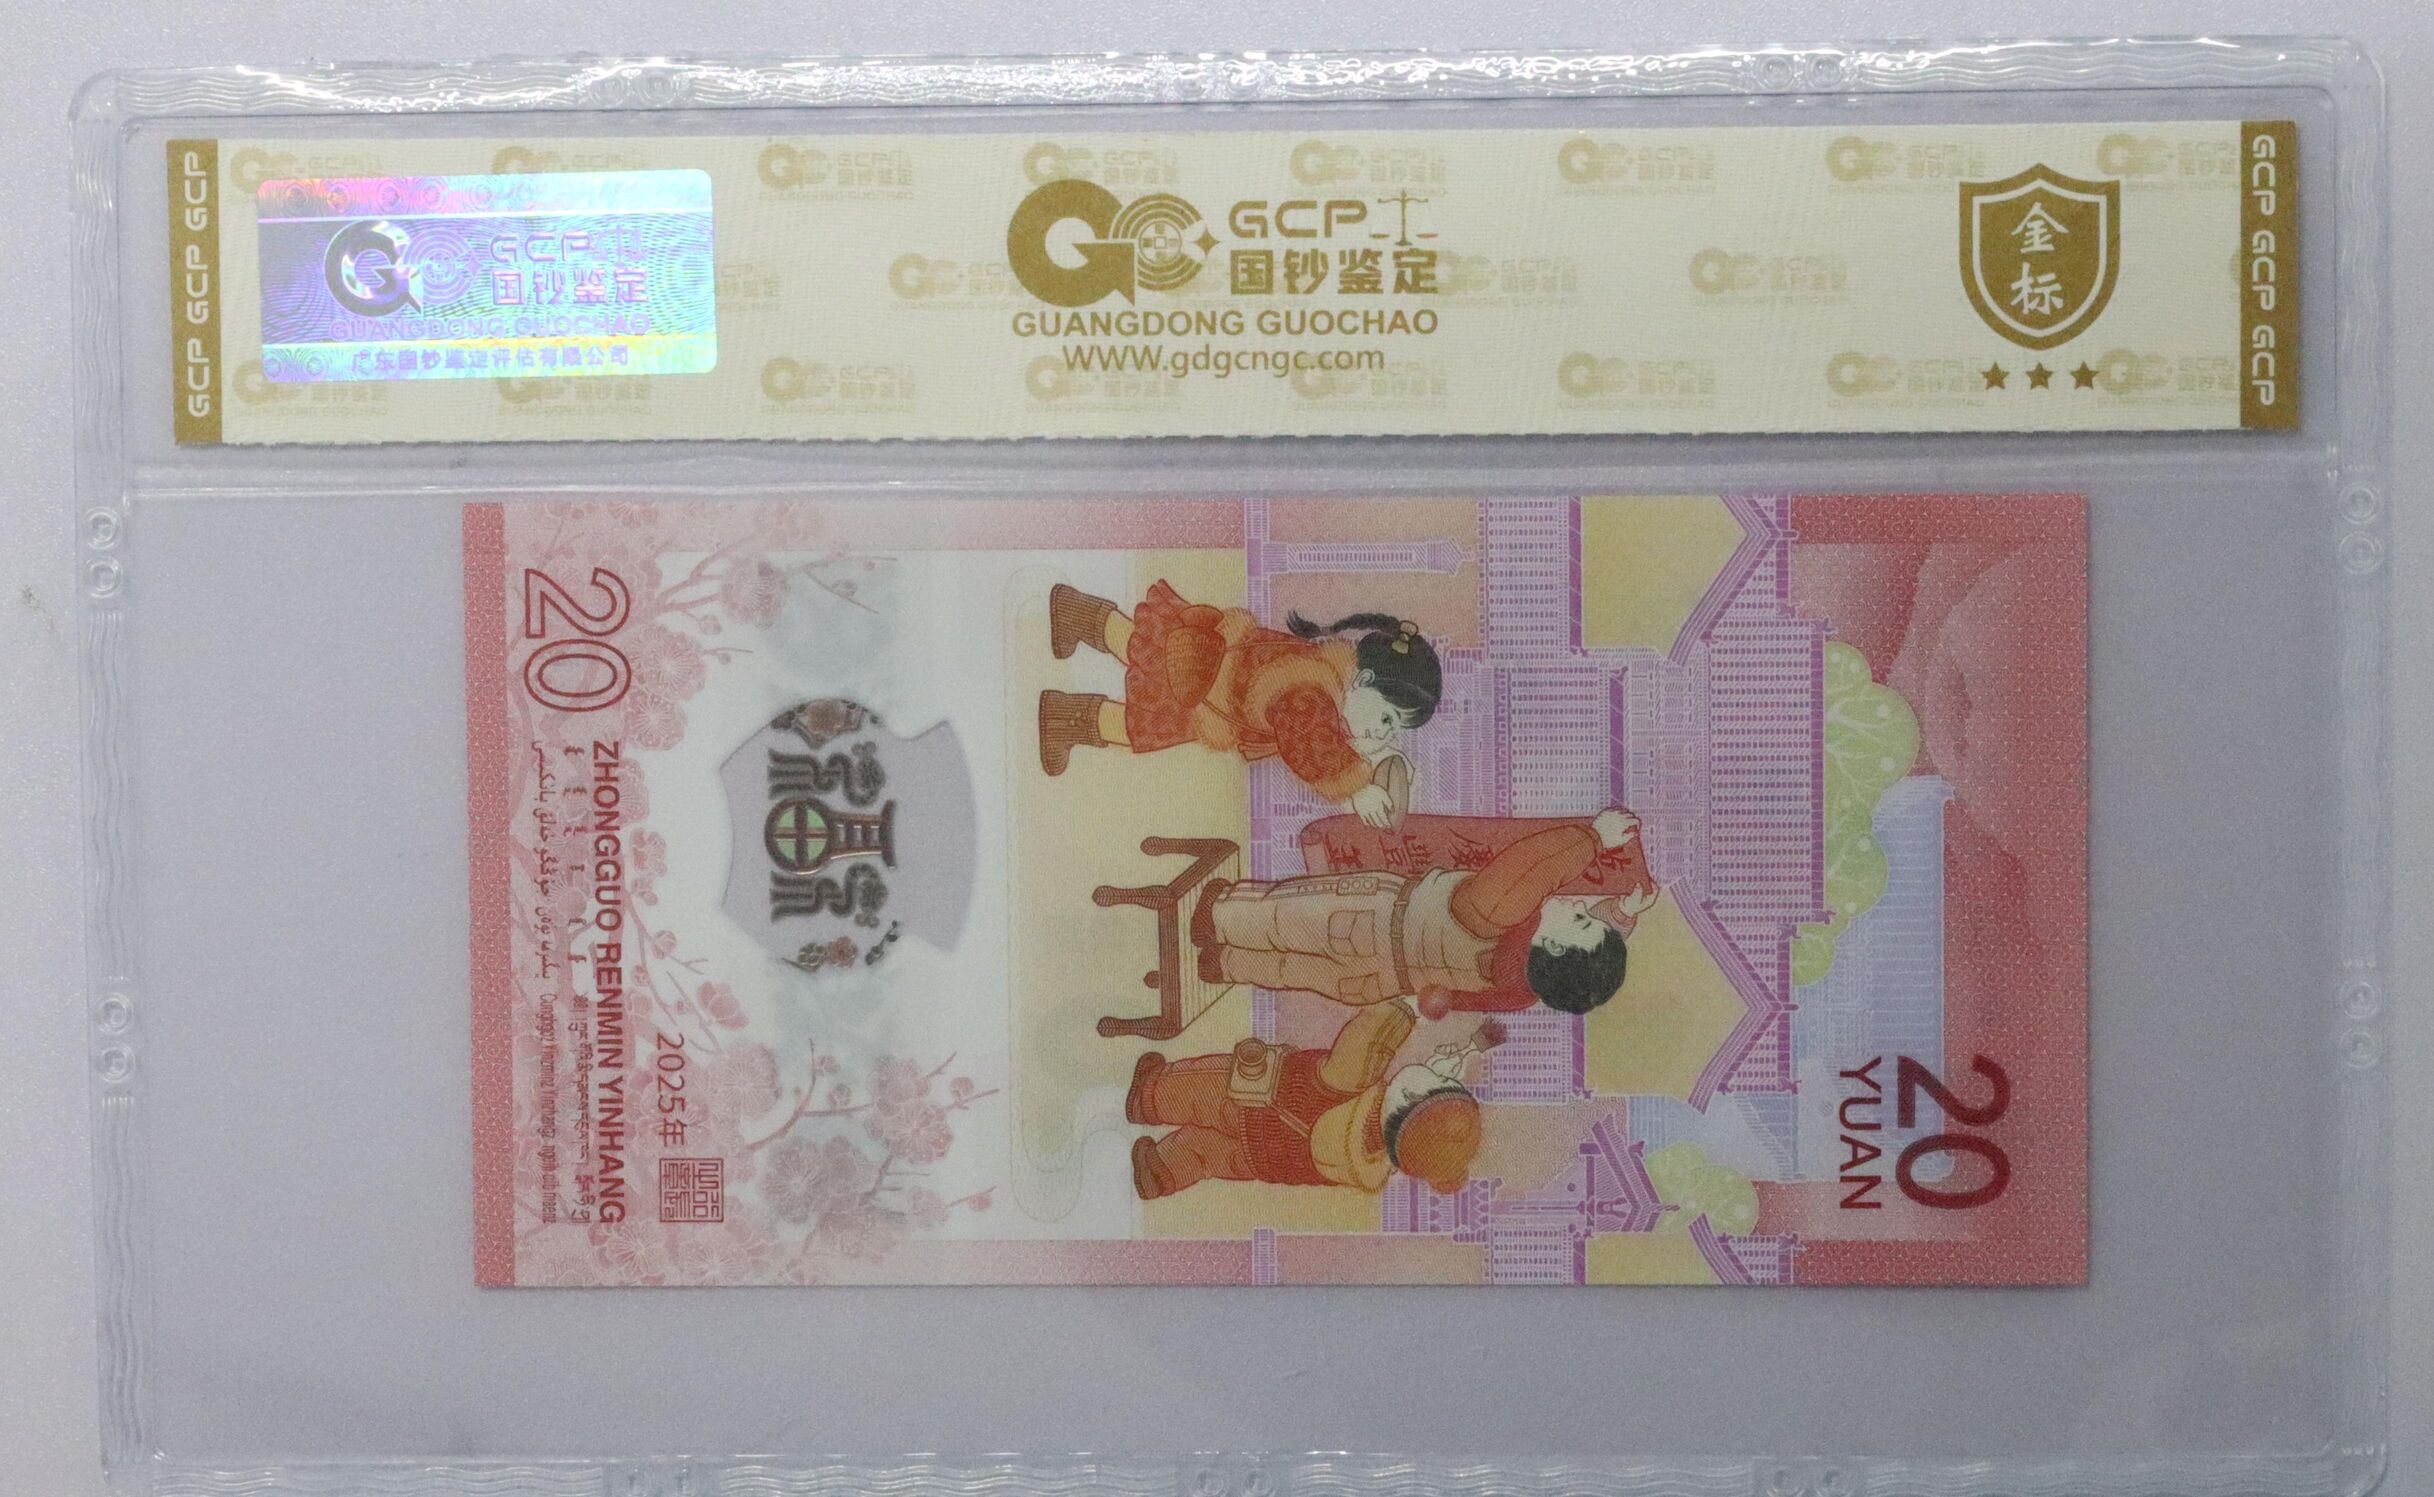 GCP GCP GCP
GCP
国钞鉴定
GUANGDONG GUOCHAO
广东国钞鉴定评估有限公司
GCP
国钞鉴定
GUANGDONG GUOCHAO
WWW.gdgcngc.com
金
标
GCP GCP GCP
20
YUAN
2025年
20
ZHONGGUO RENMIN YINHANG